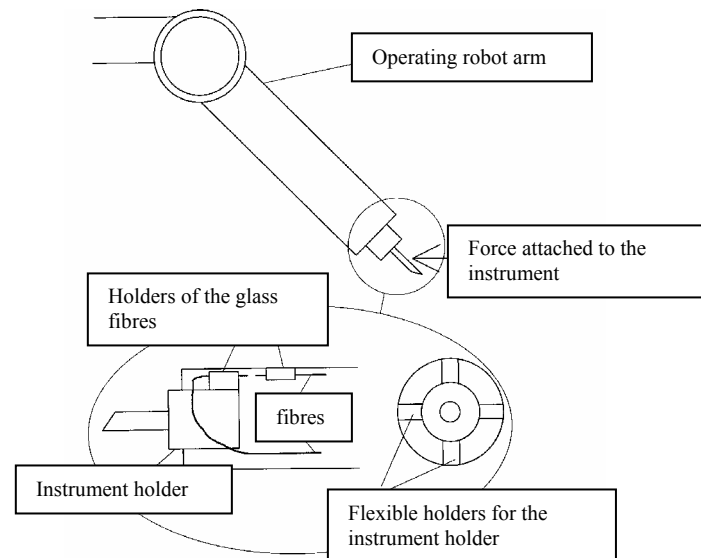 Operating robot arm
Force attached to the
instrument
Holders of the glass
fibres
fibres
Instrument holder
Flexible holders for the
instrument holder